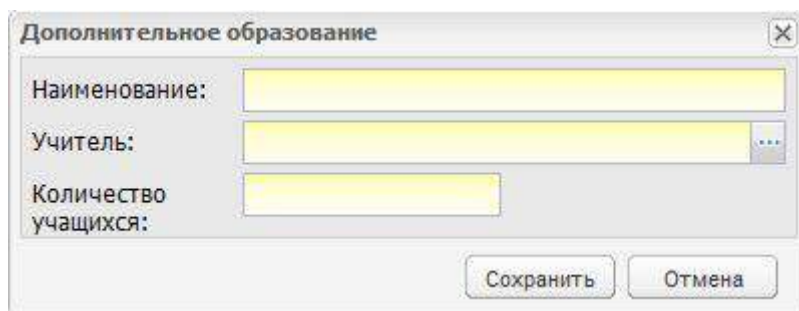 Дополнительное образование
Наименование:
Учитель:
...
Количество
учащихся:
Сохранить Отмена